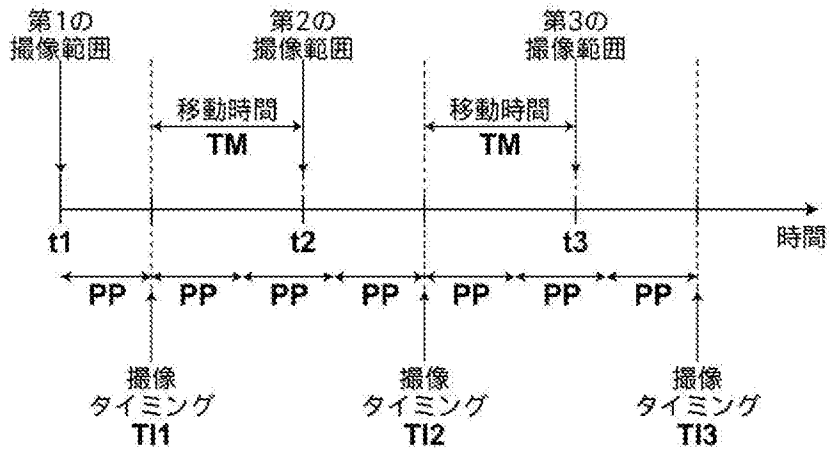 第1の
撮像範囲
第2の
撮像範囲
第3の
撮像範囲
移動時間
TM
移動時間
TM
t1
t2
t3
時間
PP
PP
PP
PP
PP
PP
PP
撮像
タイミング
TI1
撮像
タイミング
TI2
撮像
タイミング
TI3